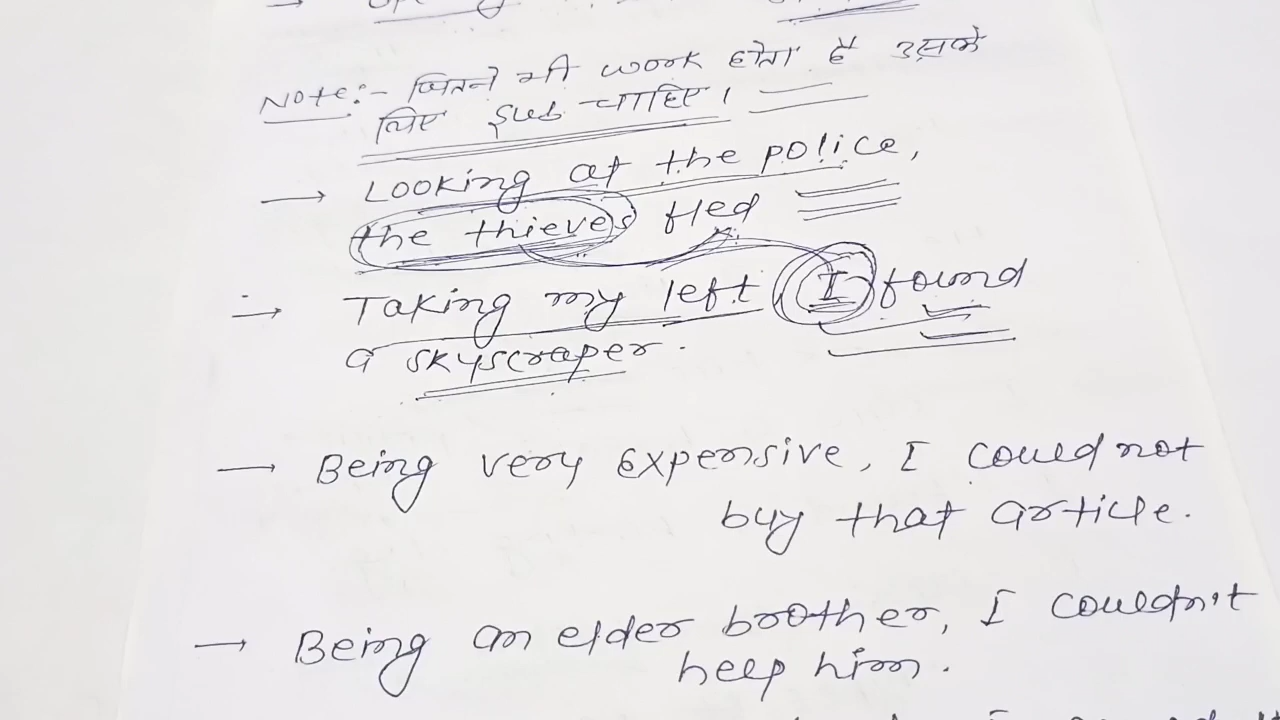 Note:- जितने भी work होता है उसके
लिए sub चाहिए।
→ Looking at the police,
the thieves fled
→ Taking my left I found
a skyscraper.
→ Being very expensive, I could not
buy that article.
→ Being an elder brother, I couldn't
help him.